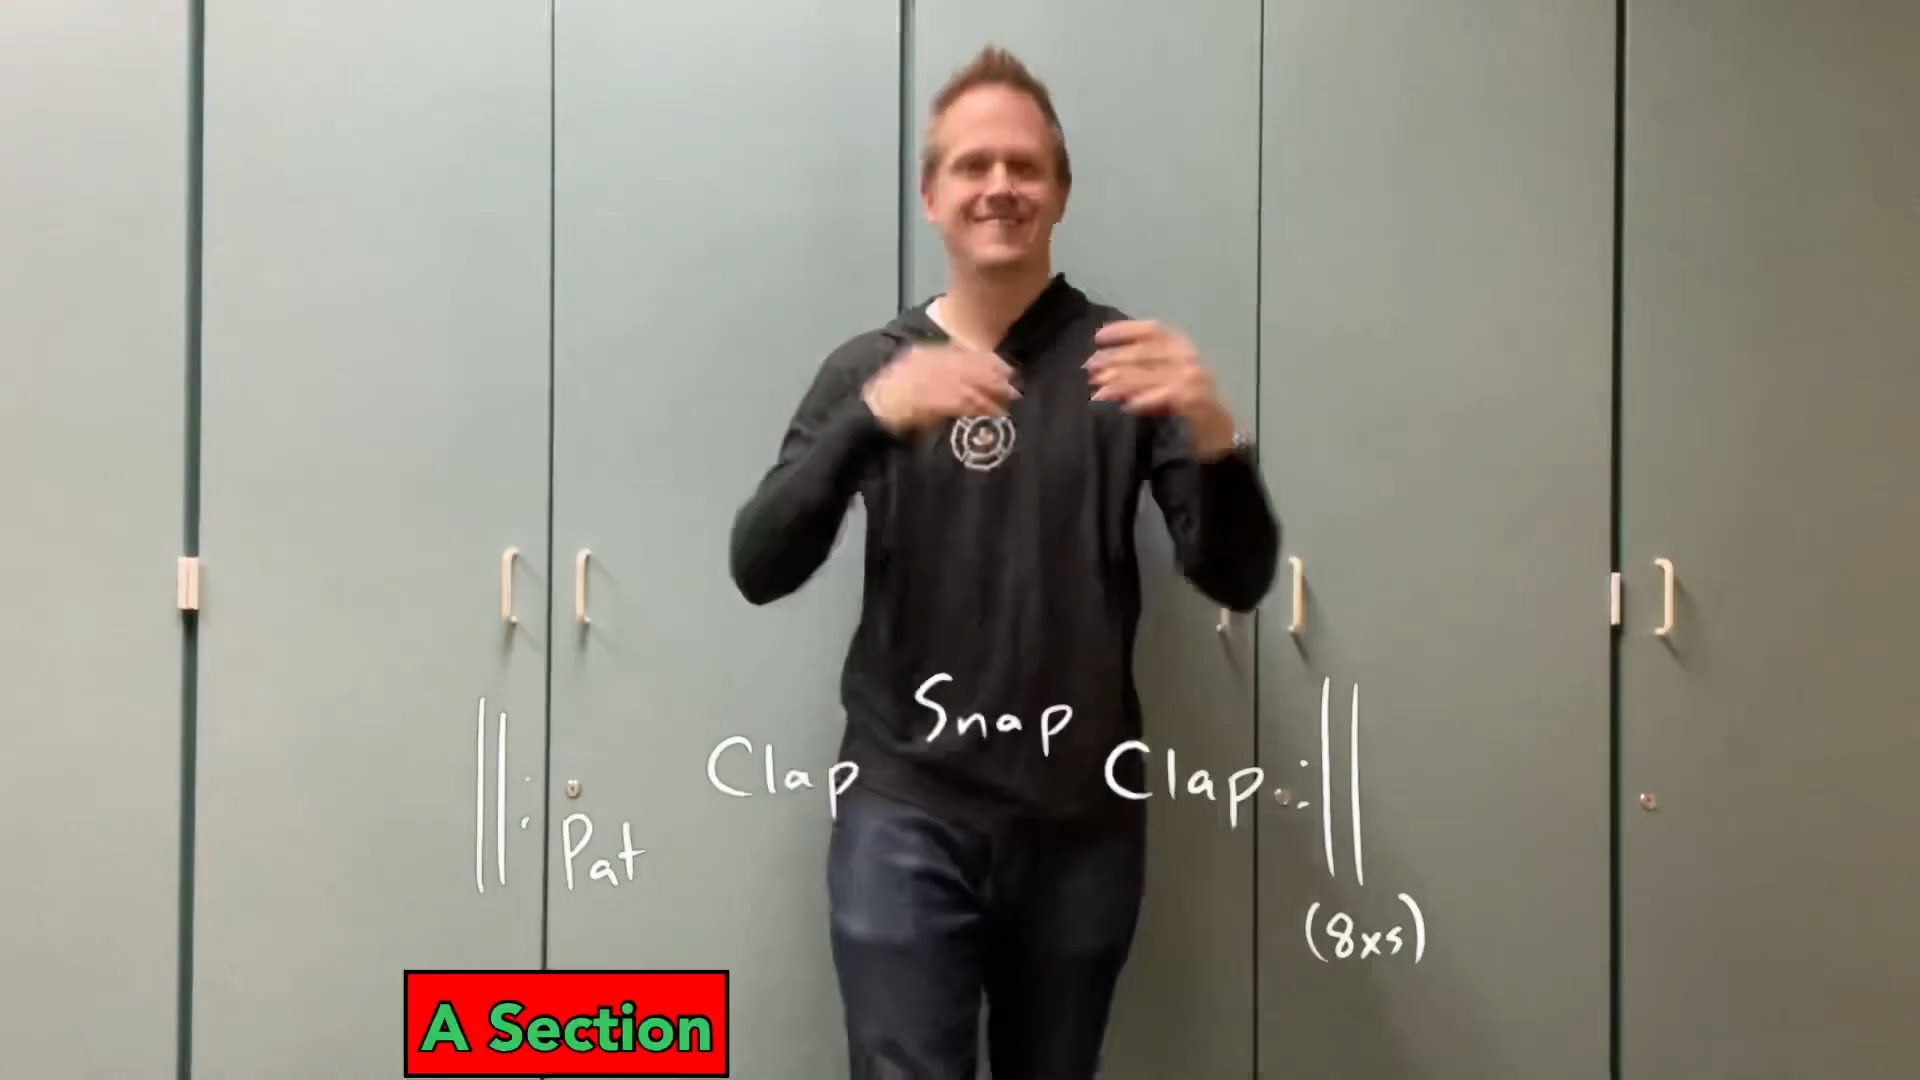 Snap
Clap Clap
Pat
(8xs)
A Section